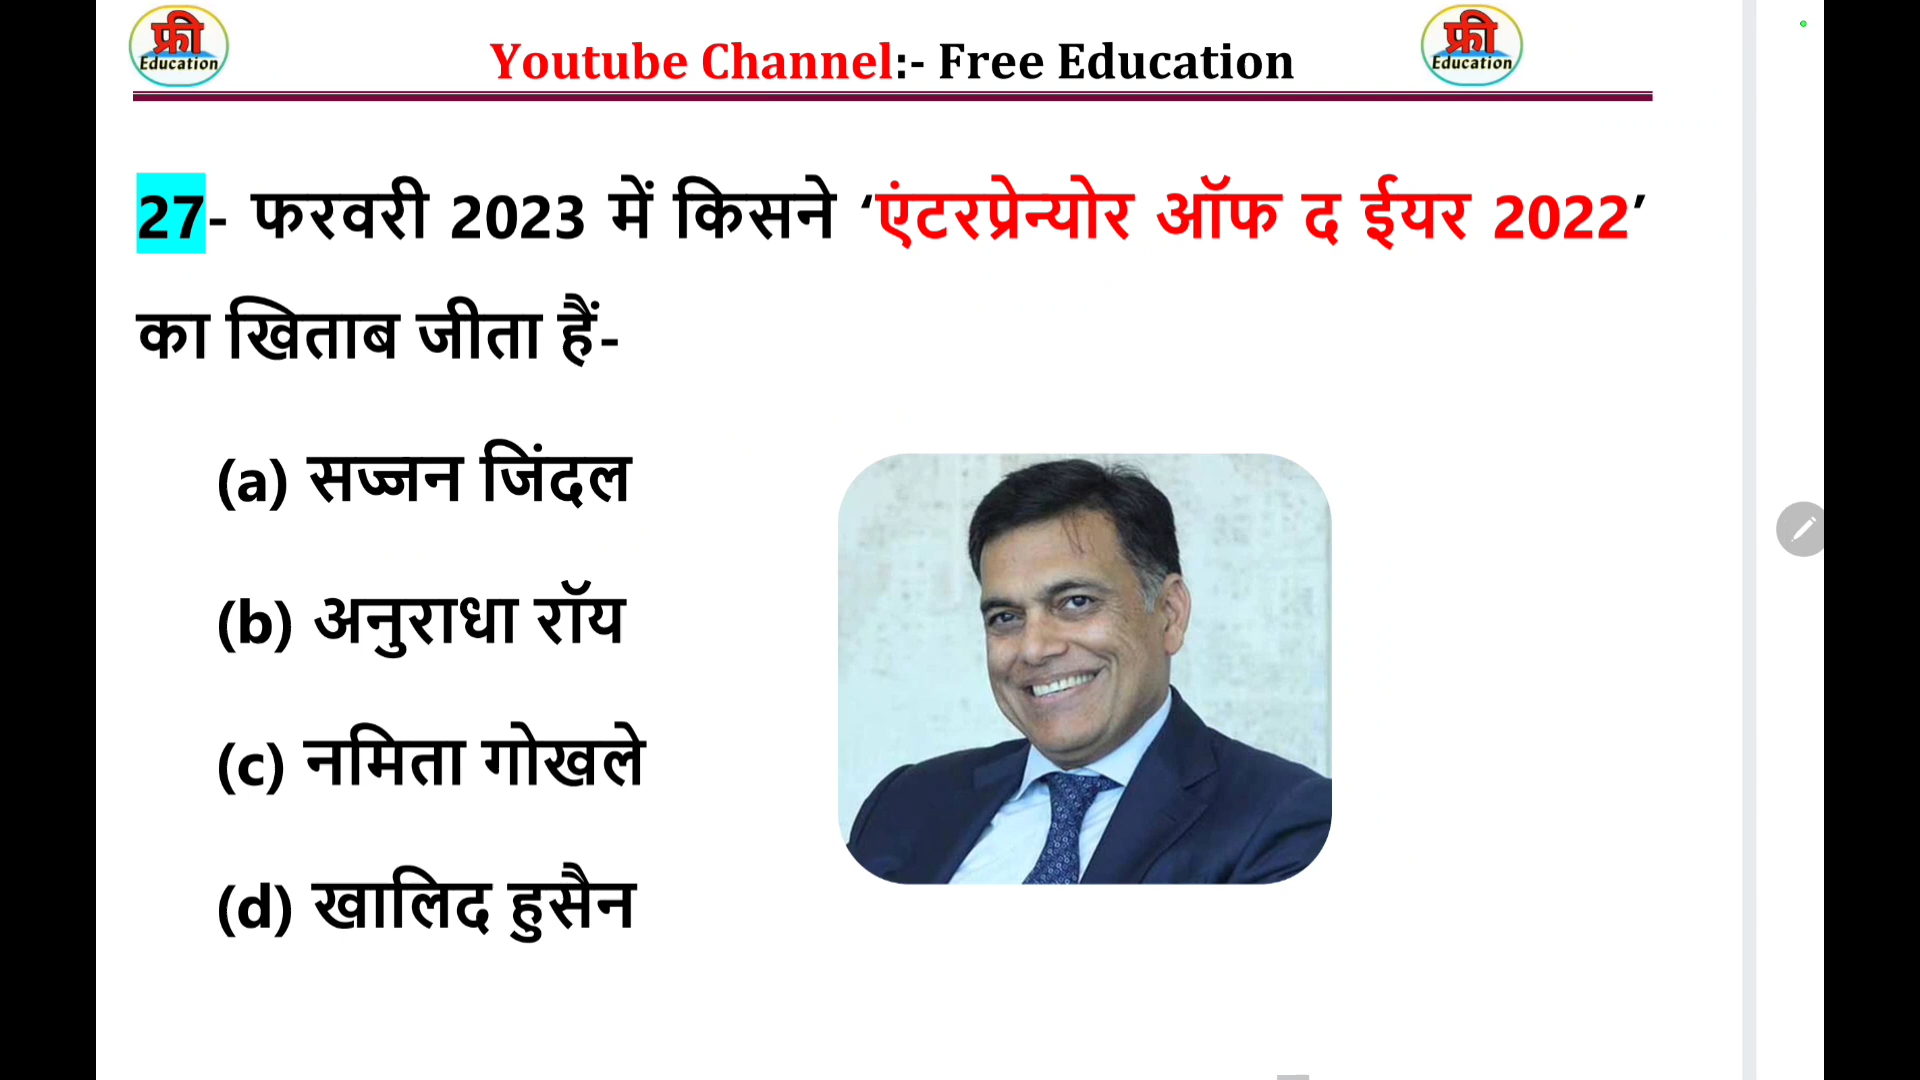 फ्री
Education
Youtube Channel:- Free Education
फ्री
Education
27- फरवरी 2023 में किसने ‘एंटरप्रेन्योर ऑफ द ईयर 2022’
का खिताब जीता हैं-
(a) सज्जन जिंदल
(b) अनुराधा रॉय
(c) नमिता गोखले
(d) खालिद हुसैन